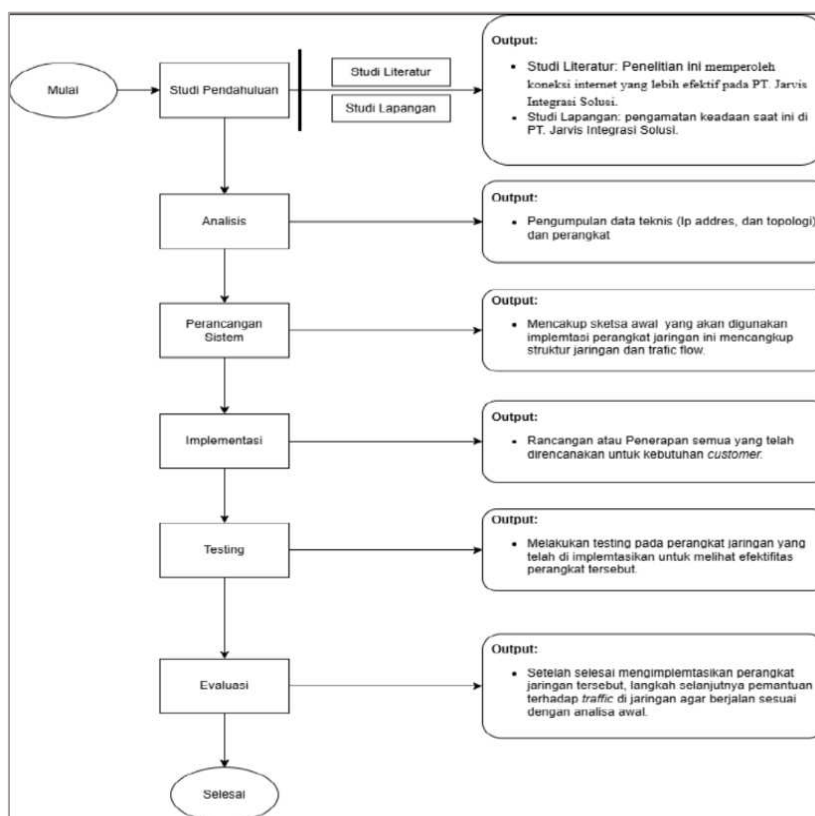 Mulai
Studi Pendahuluan
Studi Literatur
Studi Lapangan
Output:
• Studi Literatur: Penelitian ini memperoleh
koneksi internet yang lebih efektif pada PT. Jarvis
Integrasi Solusi.
• Studi Lapangan: pengamatan keadaan saat ini di
PT. Jarvis Integrasi Solusi.
Analisis
Output:
• Pengumpulan data teknis (Ip addres, dan topologi)
dan perangkat
Perancangan
Sistem
Output:
• Mencakup sketsa awal yang akan digunakan
implemtasi perangkat jaringan ini mencangkup
struktur jaringan dan trafic flow.
Implementasi
Output:
• Rancangan atau Penerapan semua yang telah
direncanakan untuk kebutuhan customer.
Testing
Output:
• Melakukan testing pada perangkat jaringan yang
telah di implemtasikan untuk melihat efektifitas
perangkat tersebut.
Evaluasi
Output:
• Setelah selesai mengimplemtasikan perangkat
jaringan tersebut, langkah selanjutnya pemantuan
terhadap traffic di jaringan agar berjalan sesuai
dengan analisa awal.
Selesai